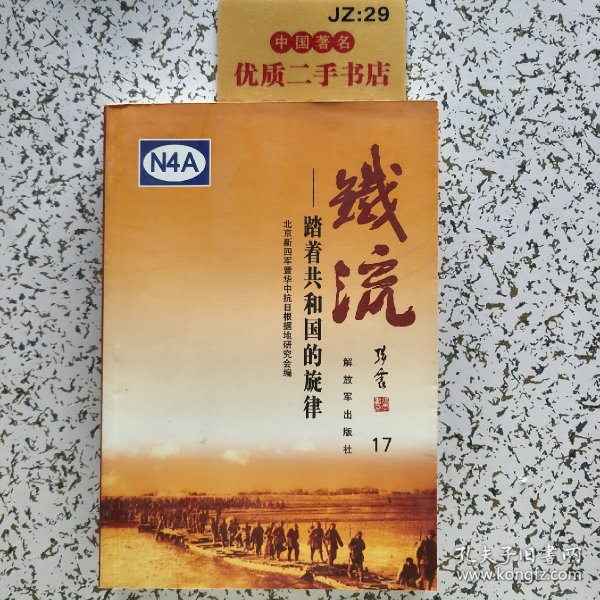 JZ:29
中国著名
优质二手书店
N4A
鐵流
——踏着共和国的旋律
北京新四军暨华中抗日根据地研究会编
张震
解放军出版社
17
孔夫子旧书网
www.kongfz.com